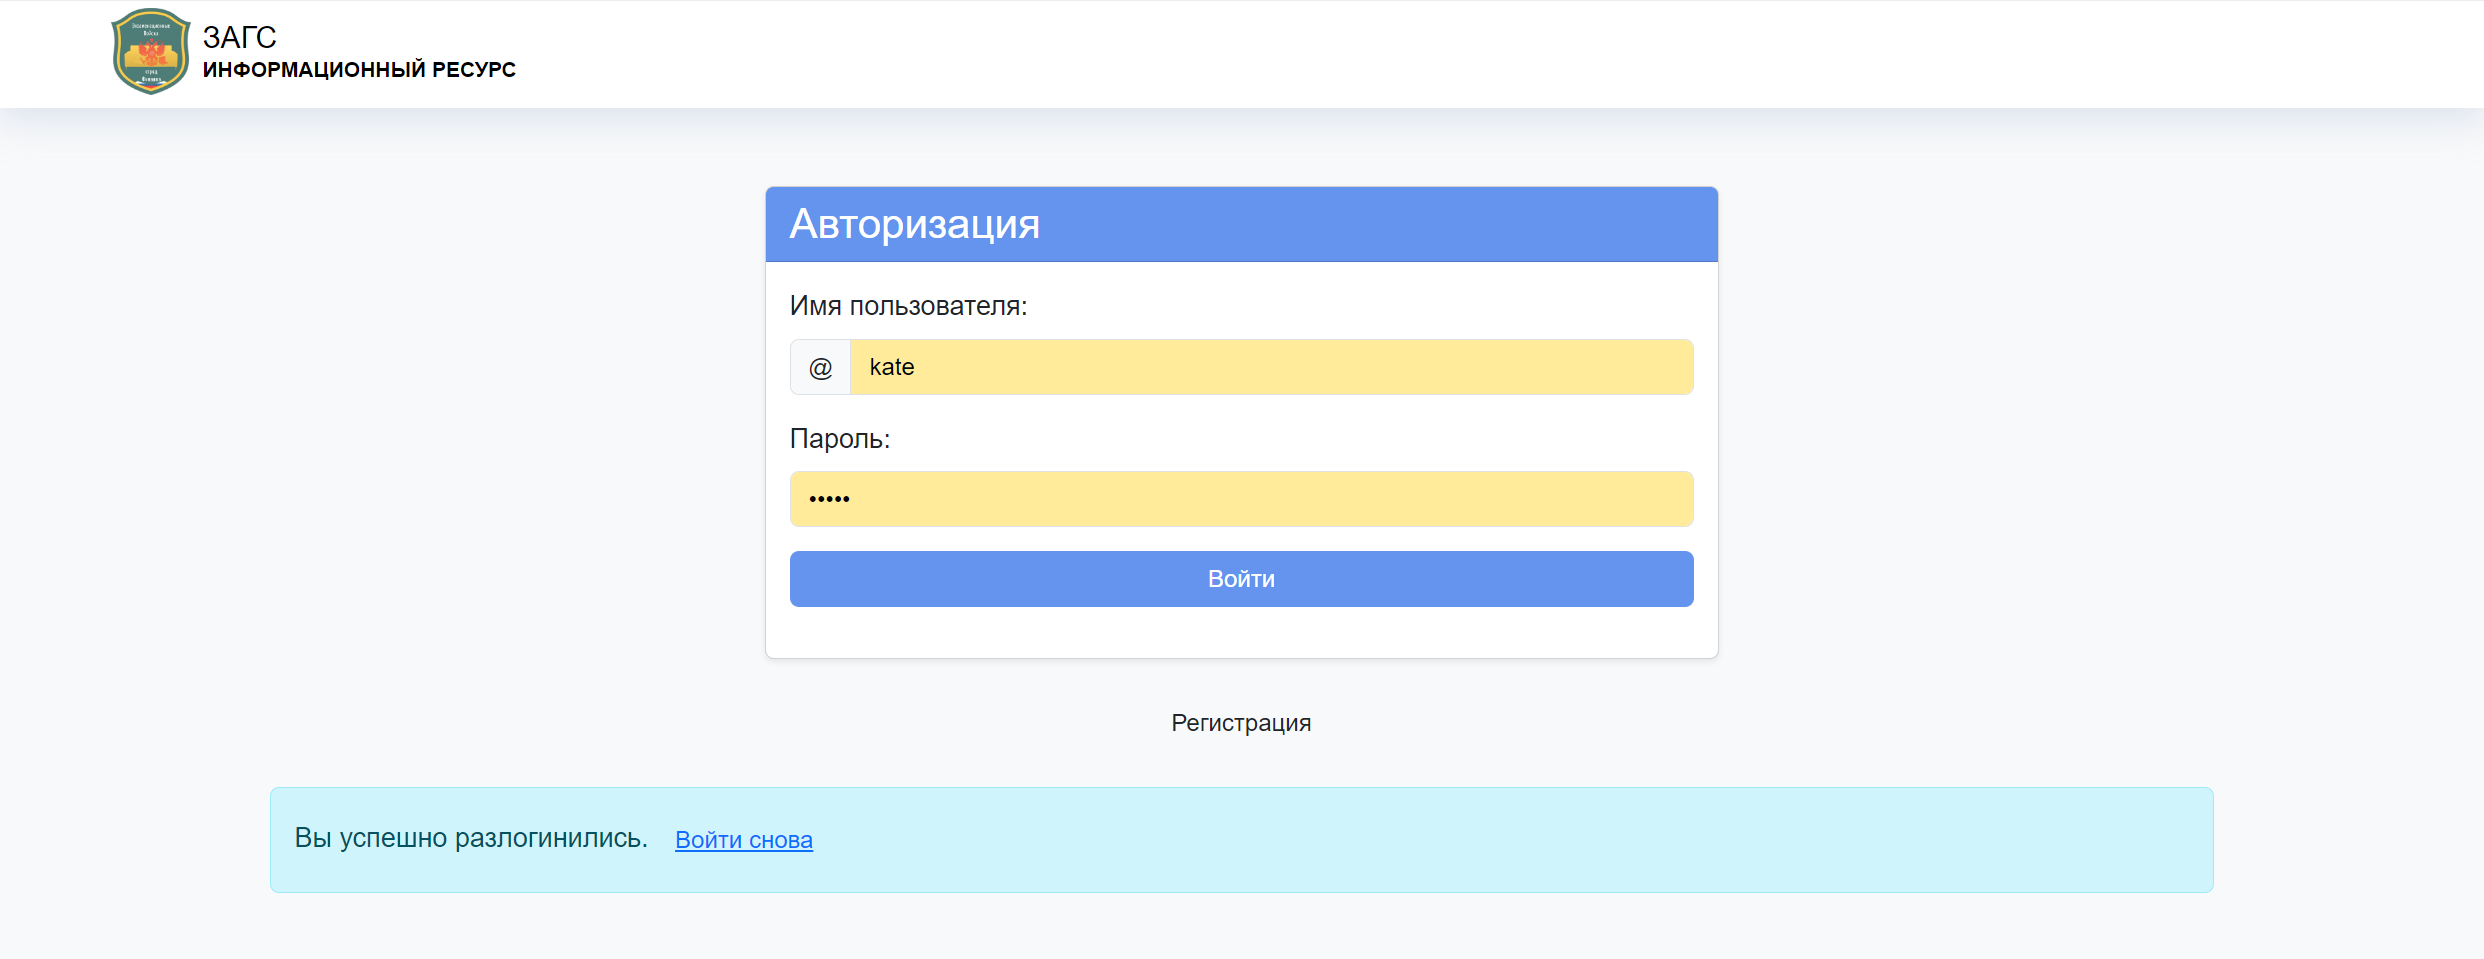 ЗАГС
ИНФОРМАЦИОННЫЙ РЕСУРС
Авторизация
Имя пользователя:
@ kate
Пароль:
•••••
Войти
Регистрация
Вы успешно разлогинились. Войти снова